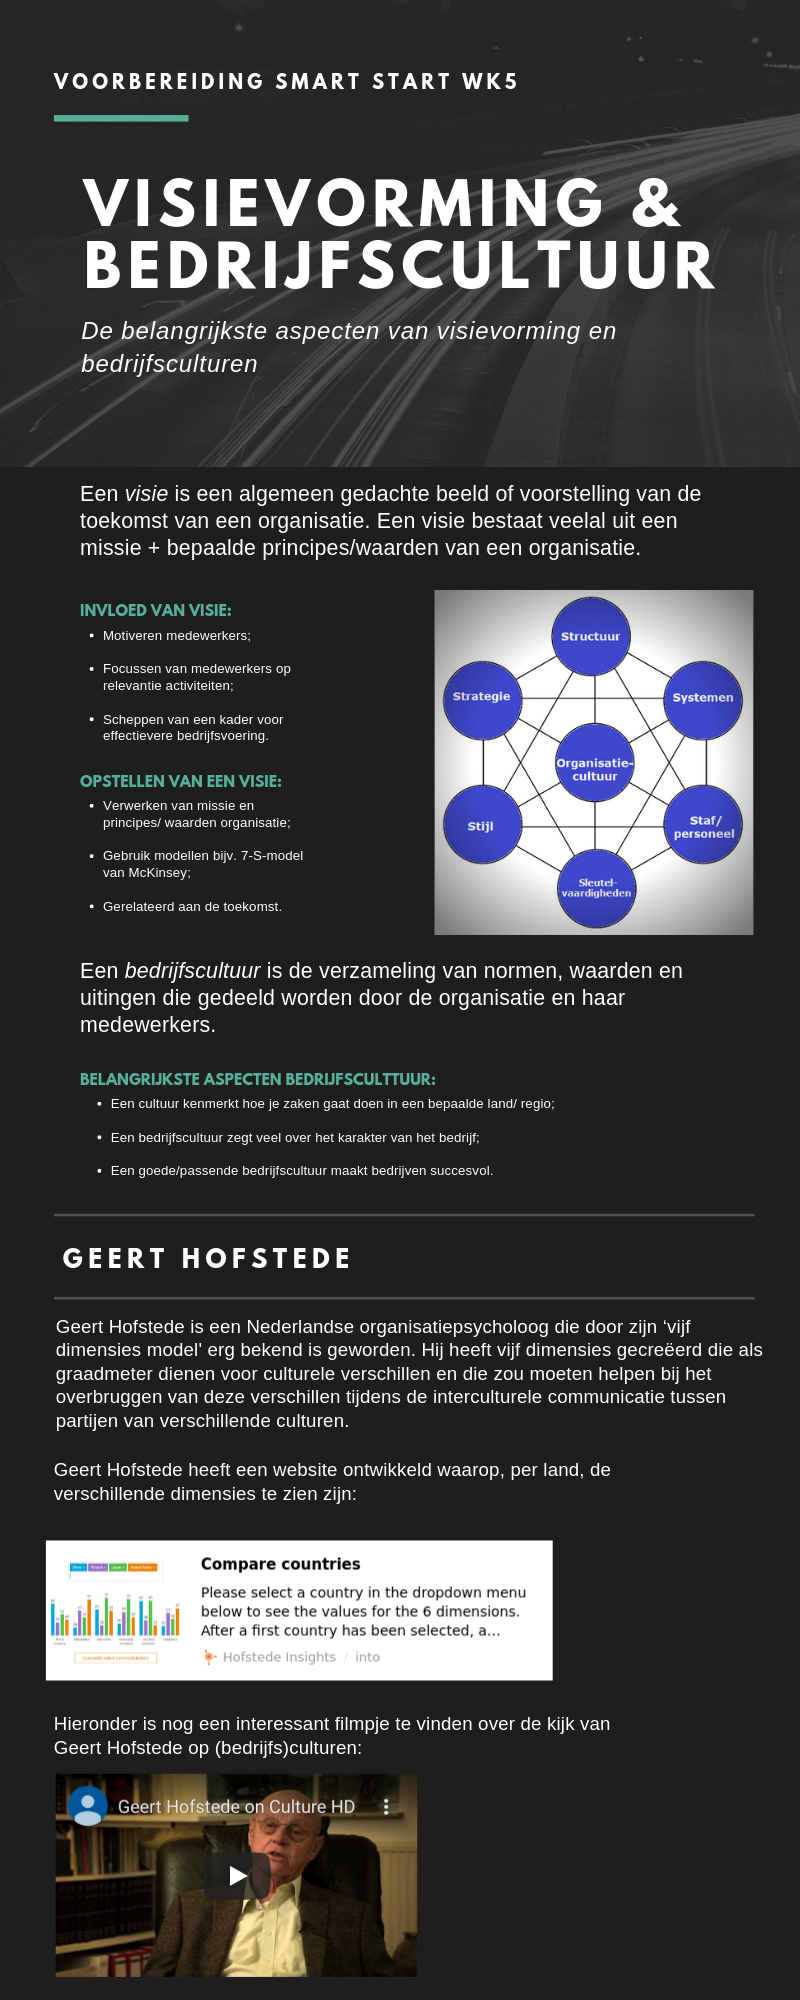 VOORBEREIDING SMART START WK5
VISIEVORMING &
BEDRIJFSCULTUUR
De belangrijkste aspecten van visievorming en
bedrijfsculturen
Een visie is een algemeen gedachte beeld of voorstelling van de
toekomst van een organisatie. Een visie bestaat veelal uit een
missie + bepaalde principes/waarden van een organisatie.
INVLOED VAN VISIE:
• Motiveren medewerkers;
• Focussen van medewerkers op
relevantie activiteiten;
• Scheppen van een kader voor
effectievere bedrijfsvoering.
OPSTELLEN VAN EEN VISIE:
• Verwerken van missie en
principes/ waarden organisatie;
• Gebruik modellen bijv. 7-S-model
van McKinsey;
• Gerelateerd aan de toekomst.
Structuur
Strategie
Systemen
Organisatie-
cultuur
Stijl
Staf/
personeel
Sleutel-
vaardigheden
Een bedrijfscultuur is de verzameling van normen, waarden en
uitingen die gedeeld worden door de organisatie en haar
medewerkers.
BELANGRIJKSTE ASPECTEN BEDRIJFSCULTTUUR:
• Een cultuur kenmerkt hoe je zaken gaat doen in een bepaalde land/ regio;
• Een bedrijfscultuur zegt veel over het karakter van het bedrijf;
• Een goede/passende bedrijfscultuur maakt bedrijven succesvol.
GEERT HOFSTEDE
Geert Hofstede is een Nederlandse organisatiepsycholoog die door zijn ‘vijf
dimensies model' erg bekend is geworden. Hij heeft vijf dimensies gecreëerd die als
graadmeter dienen voor culturele verschillen en die zou moeten helpen bij het
overbruggen van deze verschillen tijdens de interculturele communicatie tussen
partijen van verschillende culturen.
Geert Hofstede heeft een website ontwikkeld waarop, per land, de
verschillende dimensies te zien zijn:
Compare countries
Please select a country in the dropdown menu
below to see the values for the 6 dimensions.
After a first country has been selected, a…
Hofstede Insights / into
Hieronder is nog een interessant filmpje te vinden over de kijk van
Geert Hofstede op (bedrijfs)culturen:
Geert Hofstede on Culture HD